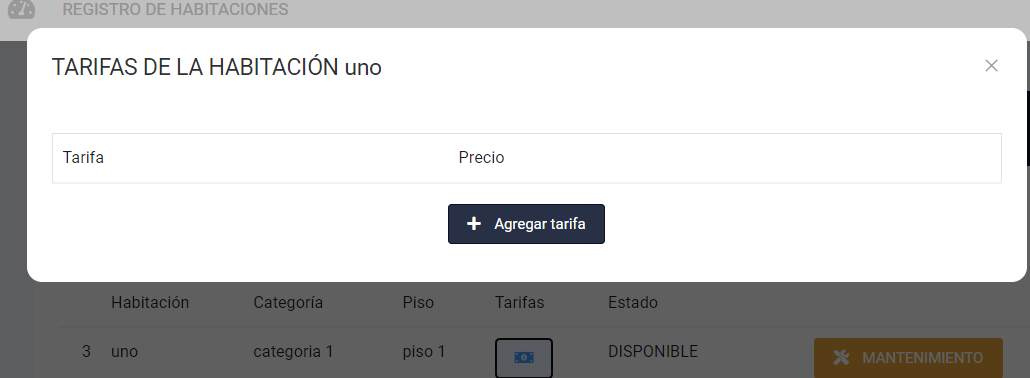 REGISTRO DE HABITACIONES
TARIFAS DE LA HABITACIÓN uno
Tarifa Precio
Agregar tarifa
Habitación Categoría Piso Tarifas Estado
3 uno categoria 1 piso 1 DISPONIBLE MANTENIMIENTO